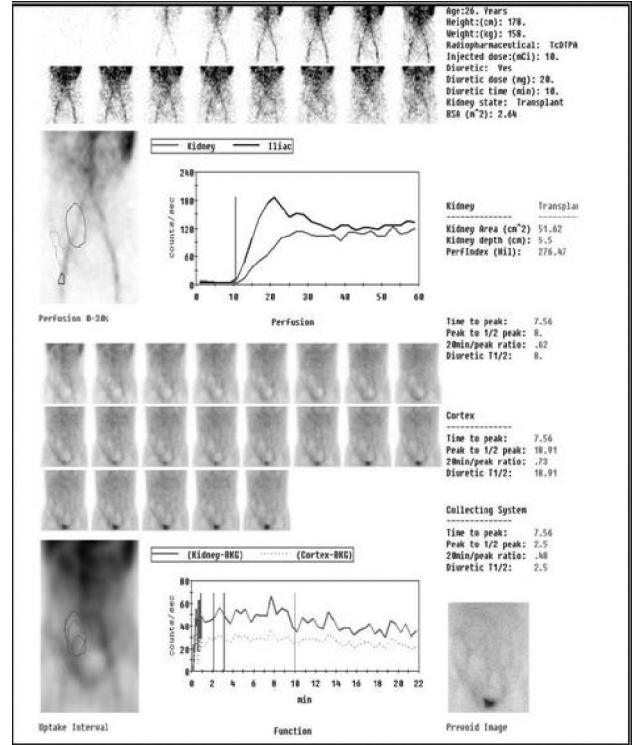 Age:26. Years
Height:(cm) 178.
Weight:(kg) 158.
Radiopharmaceutical: TcDTPA
Injected dose:(mCi) 10.
Diuretic: Yes
Diuretic dose (mg): 20.
Diuretic time (min): 10.
Kidney state: Transplant
BSA (m^2): 2.64
Kidney Iliac
240
180
120
60
0
counts/sec
0 10 20 30 40 50 60
Perfusion
Perfusion 0-30s
Kidney Transplan
Kidney Area (cm^2) 51.62
Kidney depth (cm): 5.5
PerfIndex (Hil): 276.47
Time to peak: 7.56
Peak to 1/2 peak: 8.
20min/peak ratio: .62
Diuretic T1/2: 8.
Cortex
Time to peak: 7.56
Peak to 1/2 peak: 18.91
20min/peak ratio: .73
Diuretic T1/2: 18.91
Collecting System
Time to peak: 7.56
Peak to 1/2 peak: 2.5
20min/peak ratio: .48
Diuretic T1/2: 2.5
(Kidney-BKG) (Cortex-BKG)
80
60
40
20
0
counts/sec
0 2 4 6 8 10 12 14 16 18 20 22
min
Function
Uptake Interval
Prevoid Image